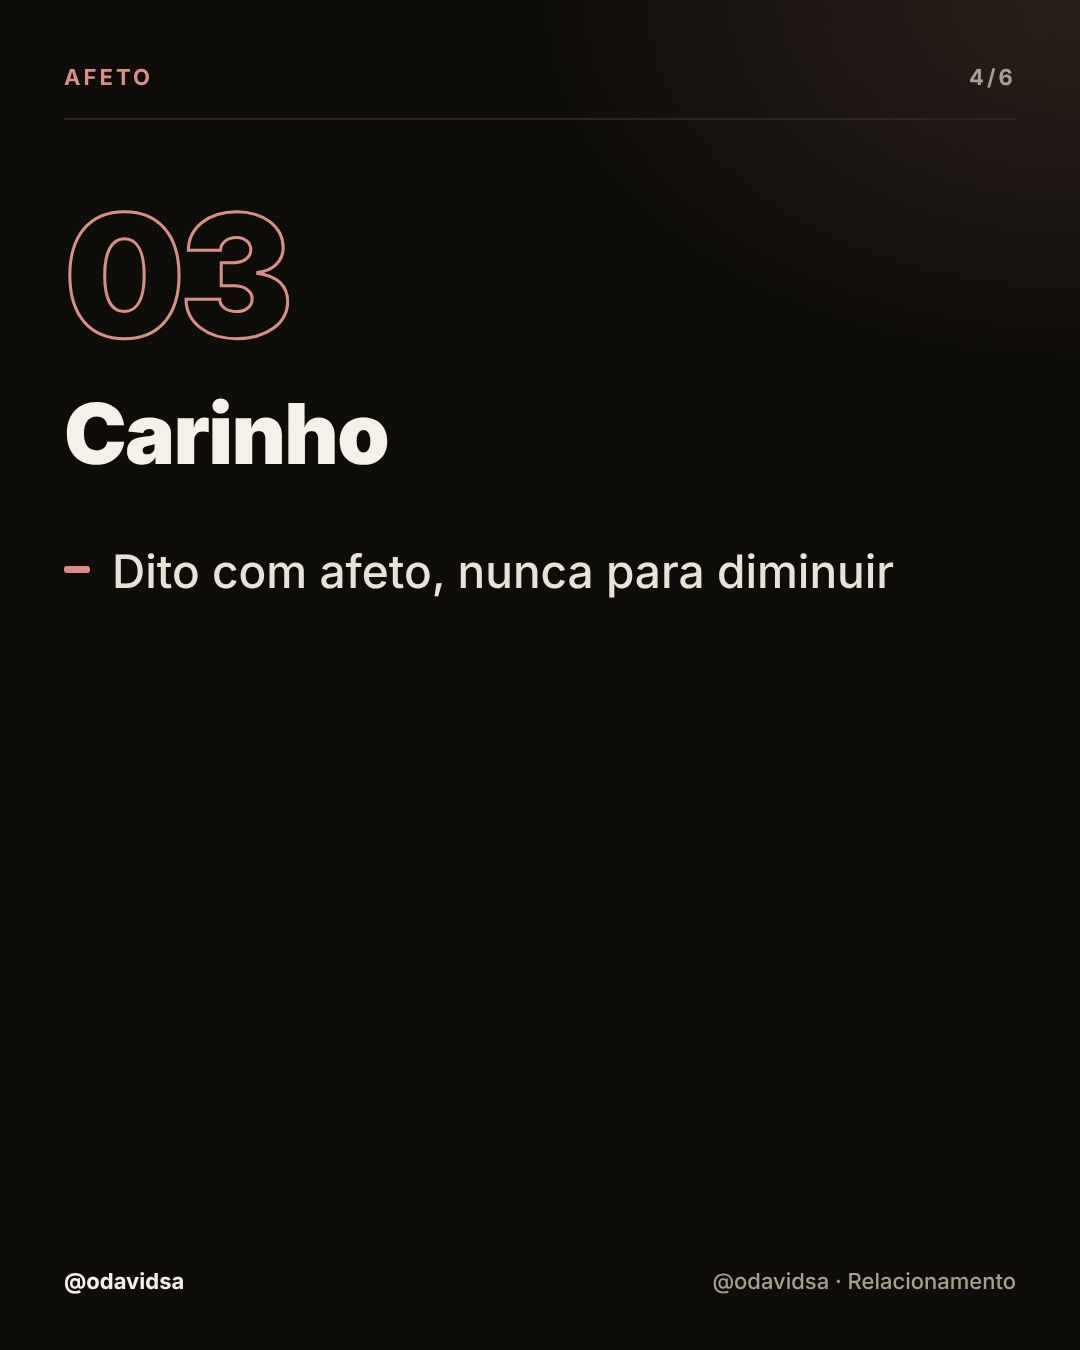 AFETO
4/6
03
Carinho
Dito com afeto, nunca para diminuir
@odavidsa
@odavidsa · Relacionamento